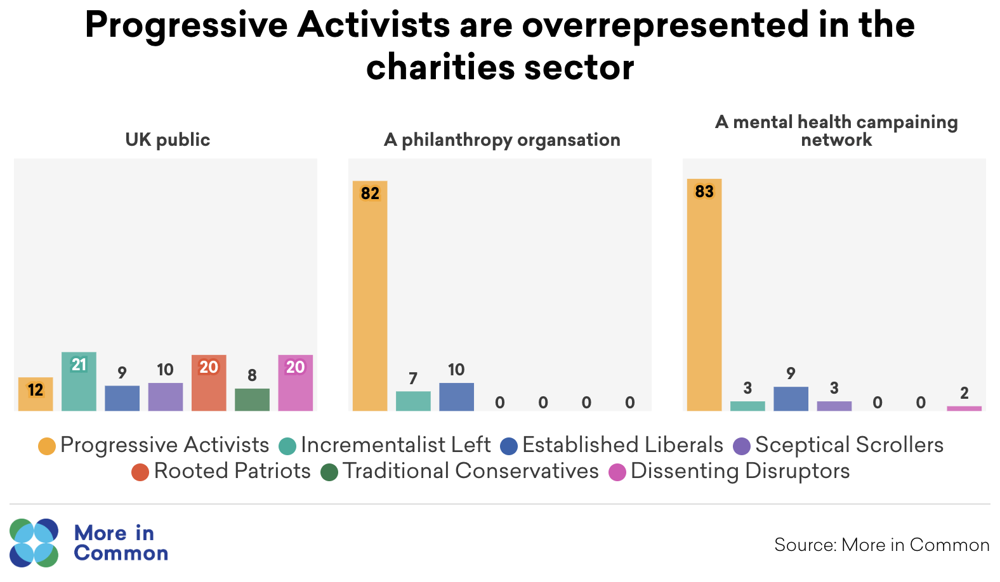 Progressive Activists are overrepresented in the
charities sector
UK public
A philanthropy organsation
A mental health campaining
network
12
21
9
10
20
8
20
82
7
10
0
0
0
0
83
3
9
3
0
0
2
Progressive Activists Incrementalist Left Established Liberals Sceptical Scrollers
Rooted Patriots Traditional Conservatives Dissenting Disruptors
More in
Common
Source: More in Common